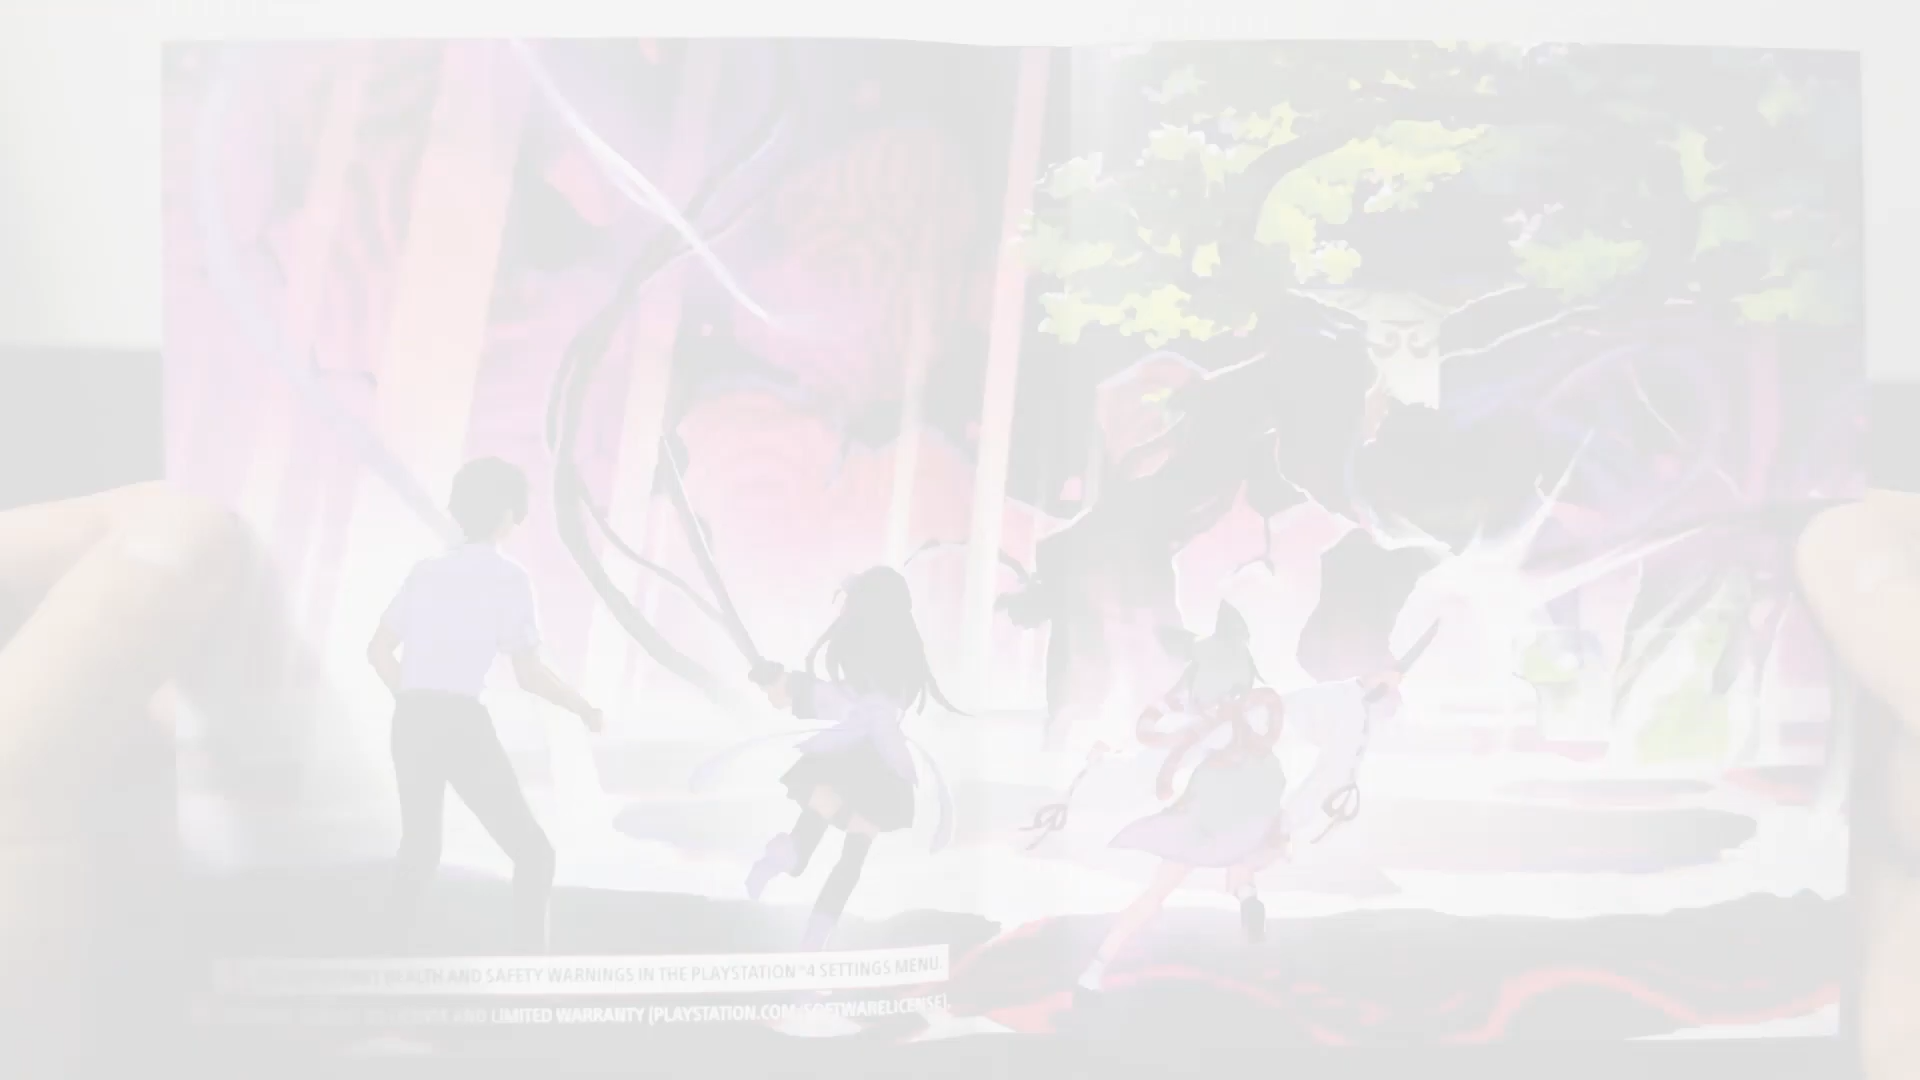 HEALTH AND SAFETY WARNINGS IN THE PLAYSTATION®4 SETTINGS MENU.
AND LIMITED WARRANTY (PLAYSTATION.COM/SOFTWARELICENSE).